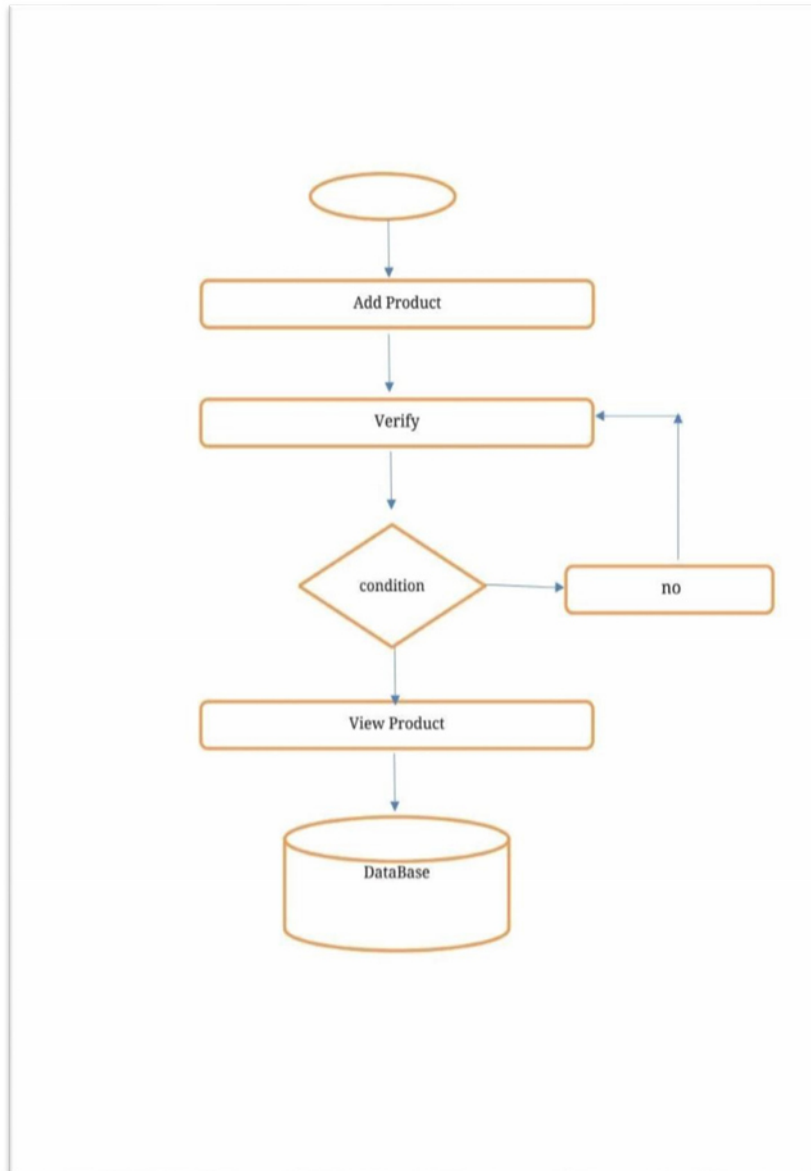 Add Product
Verify
condition
no
View Product
DataBase